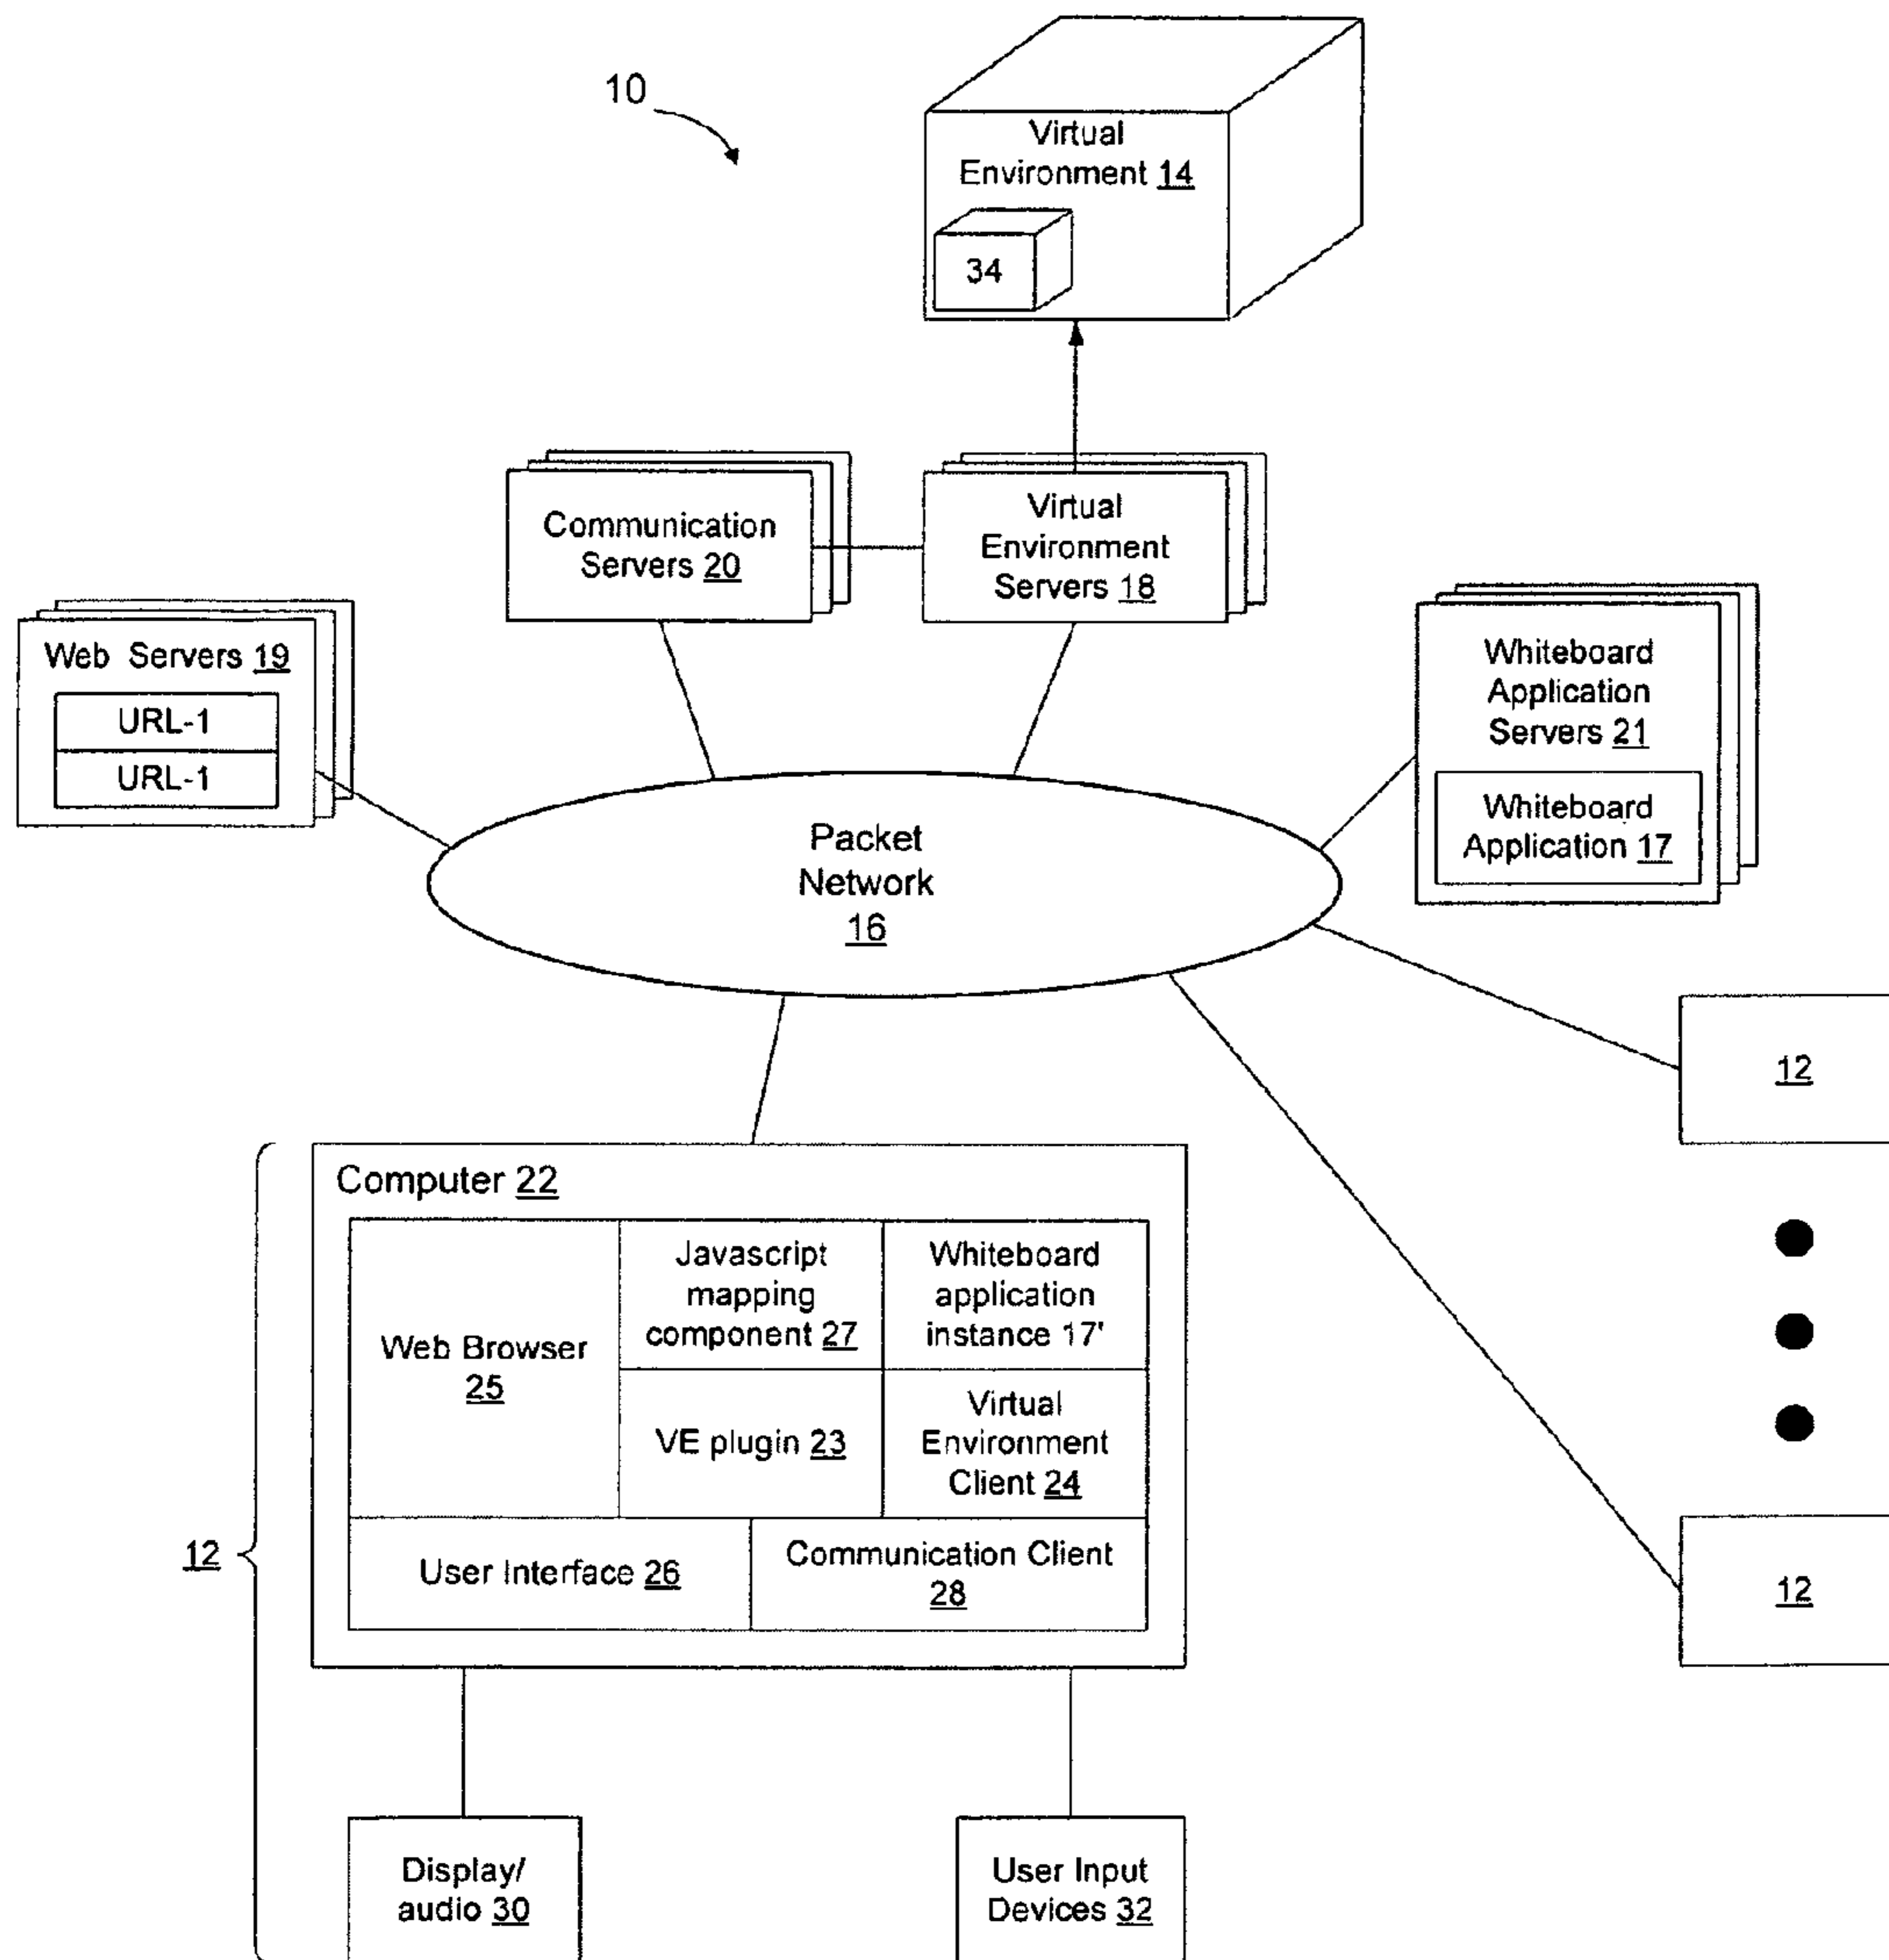 10
Virtual
Environment 14
34
Communication
Servers 20
Virtual
Environment
Servers 18
Web Servers 19
URL-1
URL-1
Whiteboard
Application
Servers 21
Whiteboard
Application 17
Packet
Network
16
12
12
Computer 22
Web Browser
25
Javascript
mapping
component 27
Whiteboard
application
instance 17'
VE plugin 23
Virtual
Environment
Client 24
User Interface 26
Communication Client
28
12
Display/
audio 30
User Input
Devices 32